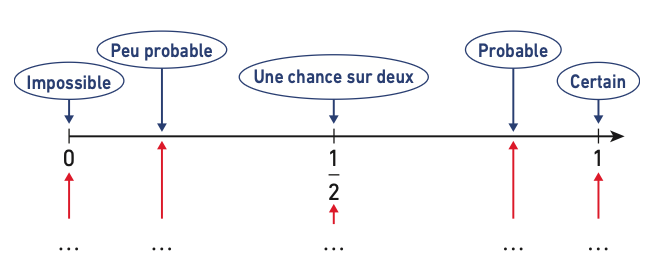 Peu probable
Probable
Impossible
Une chance sur deux
Certain
0
1
2
1
... ... ... ... ...